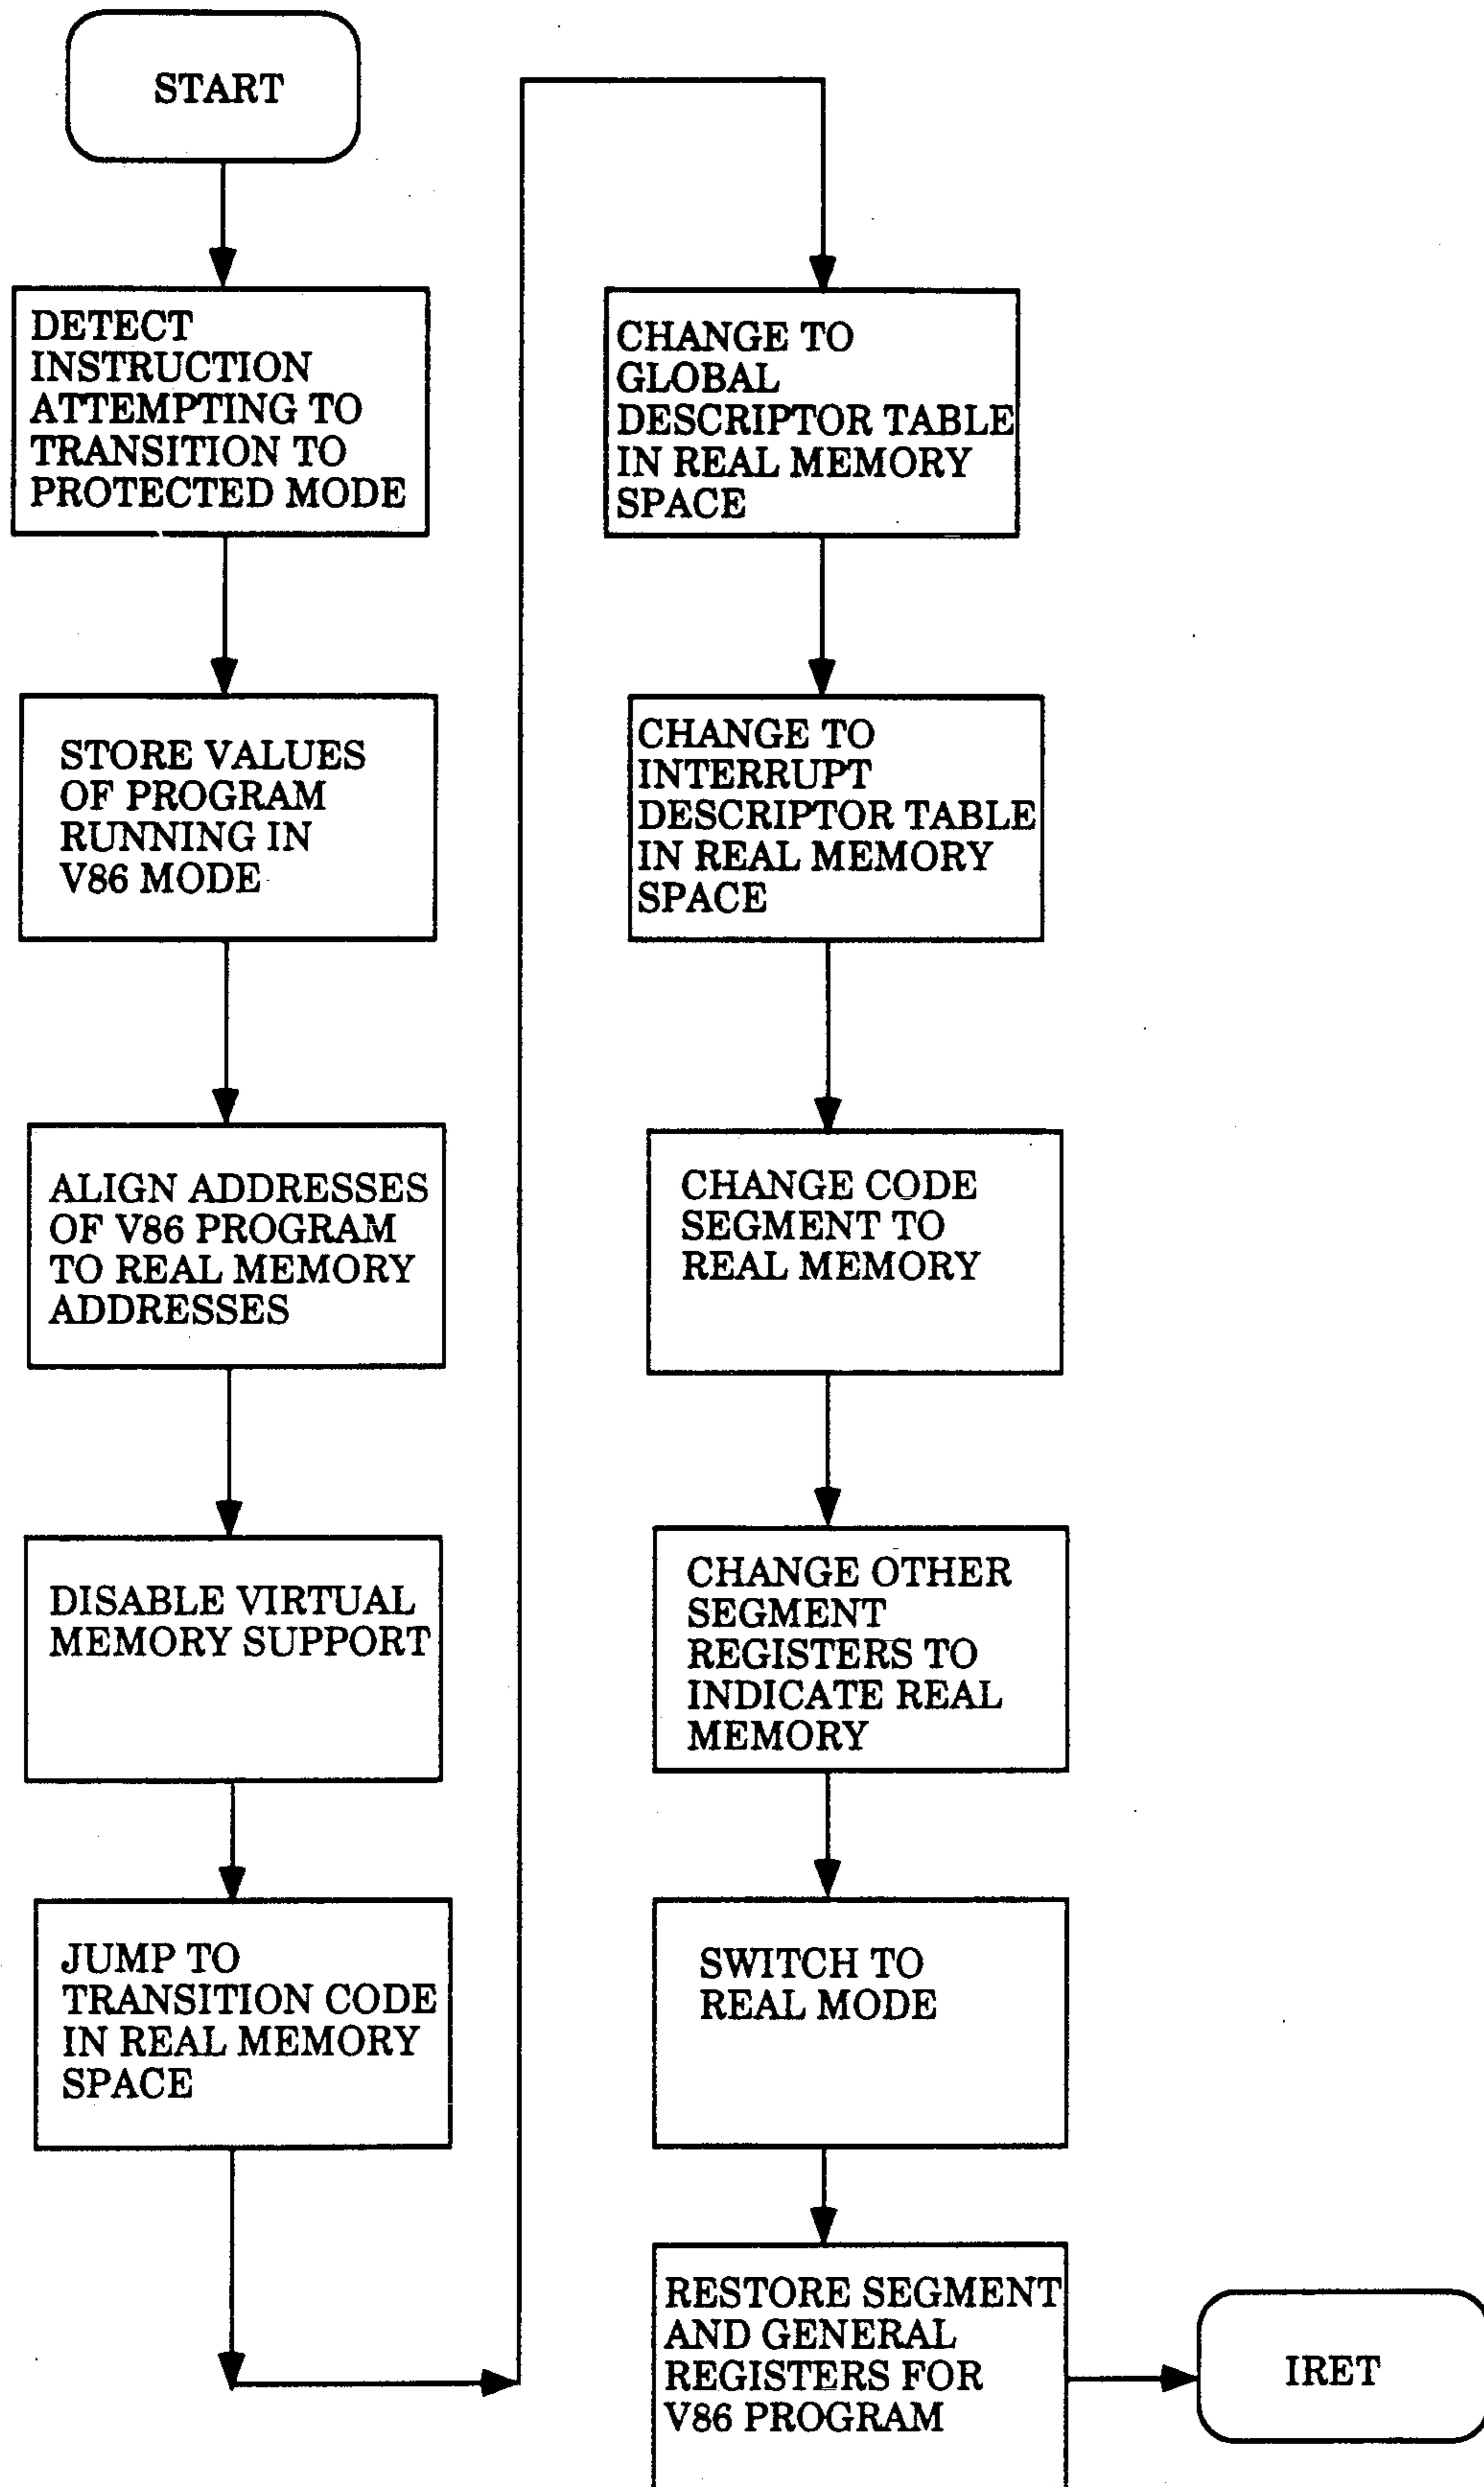 START
DETECT
INSTRUCTION
ATTEMPTING TO
TRANSITION TO
PROTECTED MODE
STORE VALUES
OF PROGRAM
RUNNING IN
V86 MODE
ALIGN ADDRESSES
OF V86 PROGRAM
TO REAL MEMORY
ADDRESSES
DISABLE VIRTUAL
MEMORY SUPPORT
JUMP TO
TRANSITION CODE
IN REAL MEMORY
SPACE
CHANGE TO
GLOBAL
DESCRIPTOR TABLE
IN REAL MEMORY
SPACE
CHANGE TO
INTERRUPT
DESCRIPTOR TABLE
IN REAL MEMORY
SPACE
CHANGE CODE
SEGMENT TO
REAL MEMORY
CHANGE OTHER
SEGMENT
REGISTERS TO
INDICATE REAL
MEMORY
SWITCH TO
REAL MODE
RESTORE SEGMENT
AND GENERAL
REGISTERS FOR
V86 PROGRAM
IRET